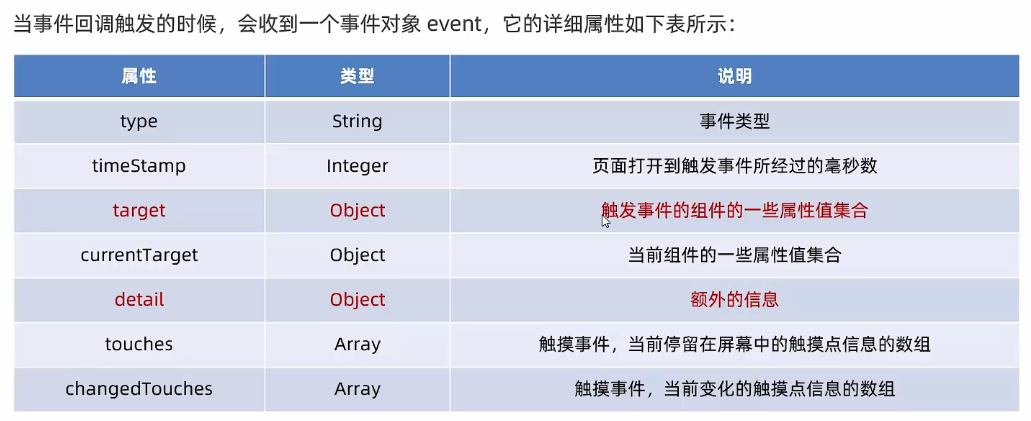 当事件回调触发的时候，会收到一个事件对象 event，它的详细属性如下表所示：
属性 类型 说明
type String 事件类型
timeStamp Integer 页面打开到触发事件所经过的毫秒数
target Object 触发事件的组件的一些属性值集合
currentTarget Object 当前组件的一些属性值集合
detail Object 额外的信息
touches Array 触摸事件，当前停留在屏幕中的触摸点信息的数组
changedTouches Array 触摸事件，当前变化的触摸点信息的数组